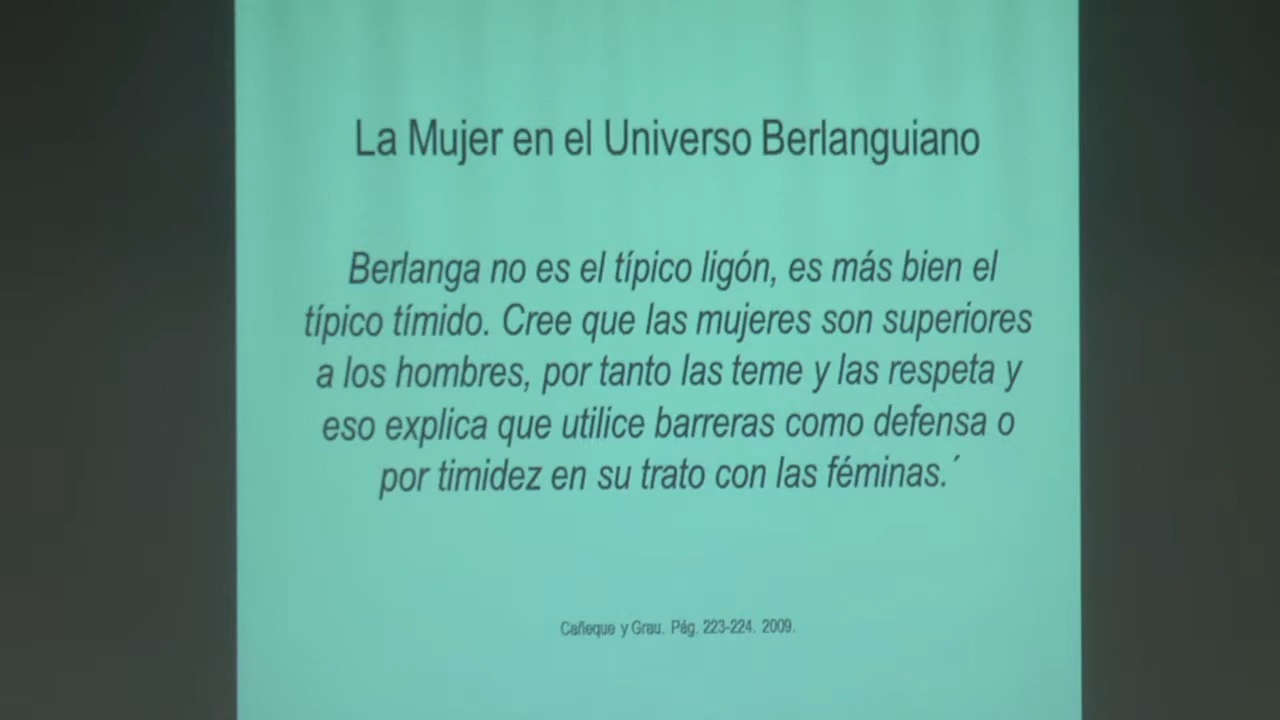 La Mujer en el Universo Berlanguiano
Berlanga no es el típico ligón, es más bien el
típico tímido. Cree que las mujeres son superiores
a los hombres, por tanto las teme y las respeta y
eso explica que utilice barreras como defensa o
por timidez en su trato con las féminas.´
Cañeque y Grau. Pág. 223-224. 2009.